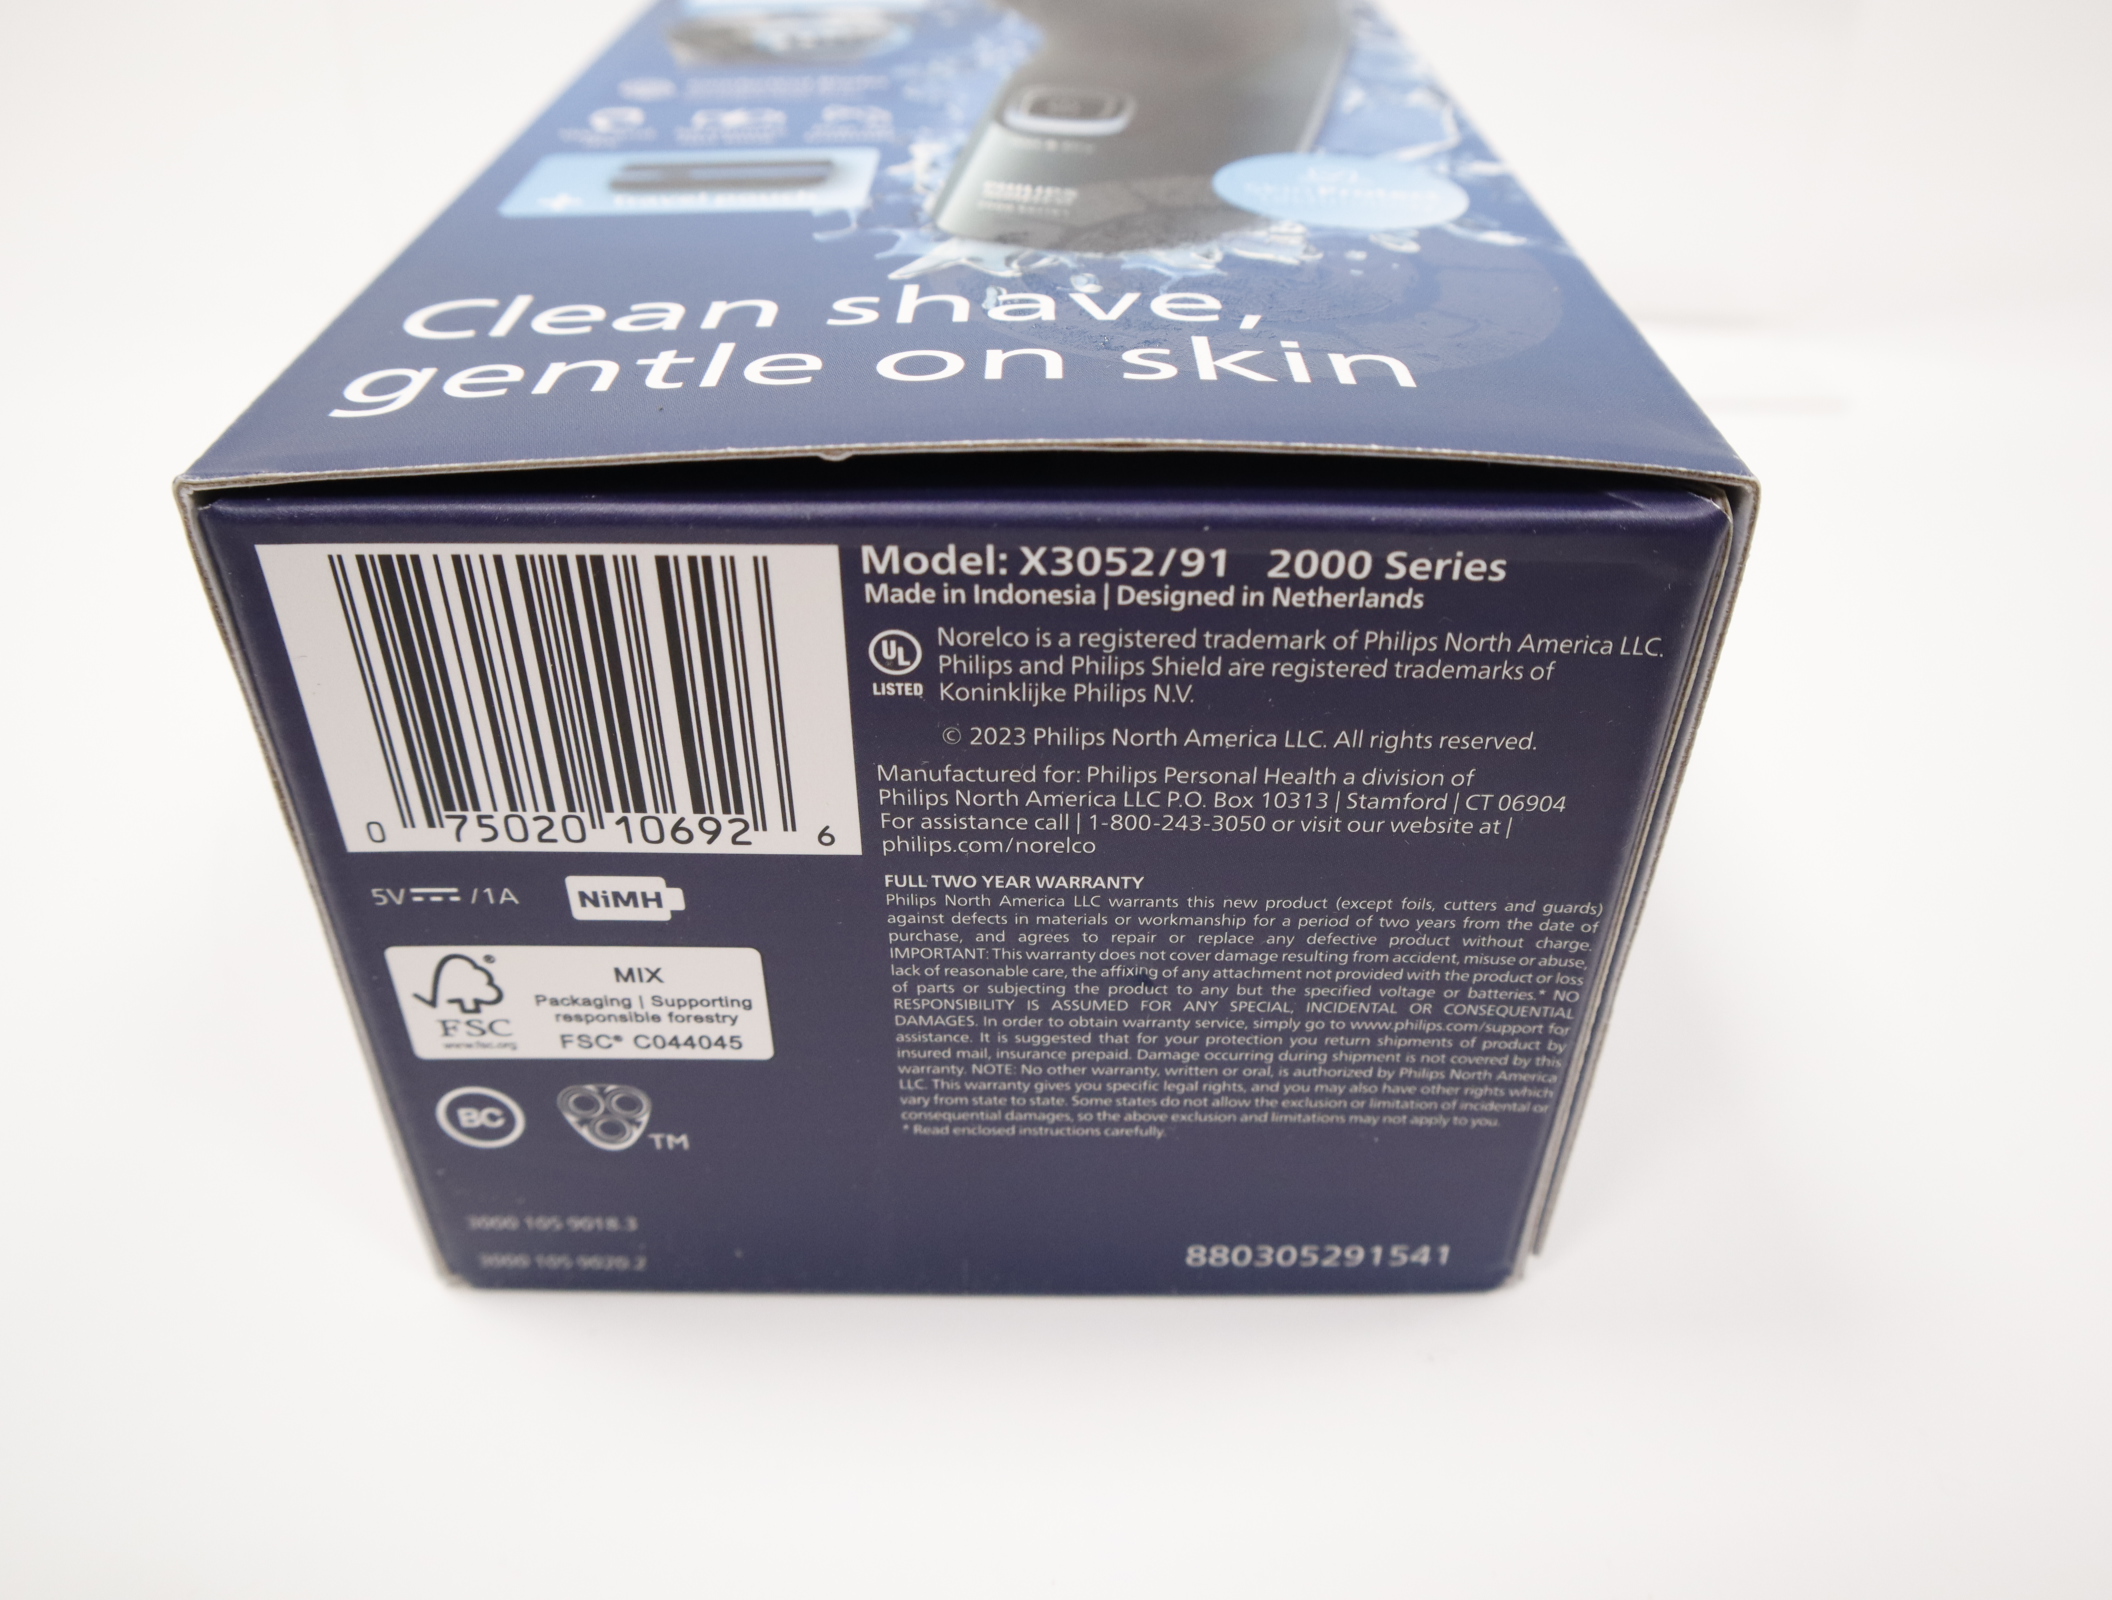 Travel pouch
PHILIPS
Clean shave,
gentle on skin
0 75020 10692 6
Model: X3052/91 2000 Series
Made in Indonesia | Designed in Netherlands
UL
LISTED
Norelco is a registered trademark of Philips North America LLC.
Philips and Philips Shield are registered trademarks of
Koninklijke Philips N.V.
© 2023 Philips North America LLC. All rights reserved.
Manufactured for: Philips Personal Health a division of
Philips North America LLC P.O. Box 10313 | Stamford | CT 06904
For assistance call | 1-800-243-3050 or visit our website at |
philips.com/norelco
5V /1A
NiMH
FSC®
www.fsc.org
MIX
Packaging | Supporting
responsible forestry
FSC® C044045
BC
TM
FULL TWO YEAR WARRANTY
Philips North America LLC warrants this new product (except foils, cutters and guards)
against defects in materials or workmanship for a period of two years from the date of
purchase, and agrees to repair or replace any defective product without charge.
IMPORTANT: This warranty does not cover damage resulting from accident, misuse or abuse,
lack of reasonable care, the affixing of any attachment not provided with the product or loss
of parts or subjecting the product to any but the specified voltage or batteries.* NO
RESPONSIBILITY IS ASSUMED FOR ANY SPECIAL, INCIDENTAL OR CONSEQUENTIAL
DAMAGES. In order to obtain warranty service, simply go to www.philips.com/support for
assistance. It is suggested that for your protection you return shipments of product by
insured mail, insurance prepaid. Damage occurring during shipment is not covered by this
warranty. NOTE: No other warranty, written or oral, is authorized by Philips North America
LLC. This warranty gives you specific legal rights, and you may also have other rights which
vary from state to state. Some states do not allow the exclusion or limitation of incidental or
consequential damages, so the above exclusion and limitations may not apply to you.
* Read enclosed instructions carefully.
3000 105 9018.3
3000 105 9020.2
880305291541